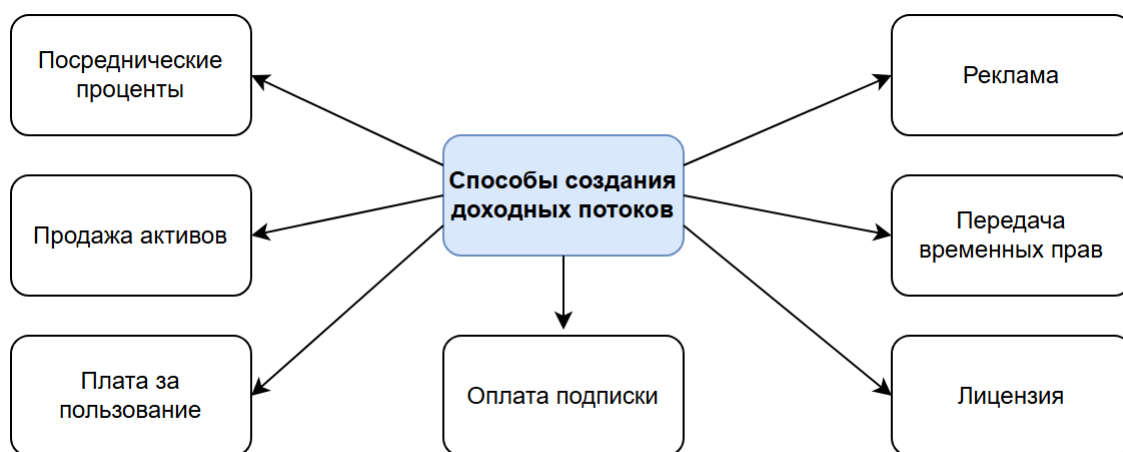 Посреднические
проценты
Реклама
Способы создания
доходных потоков
Продажа активов
Передача
временных прав
Плата за
пользование
Оплата подписки
Лицензия